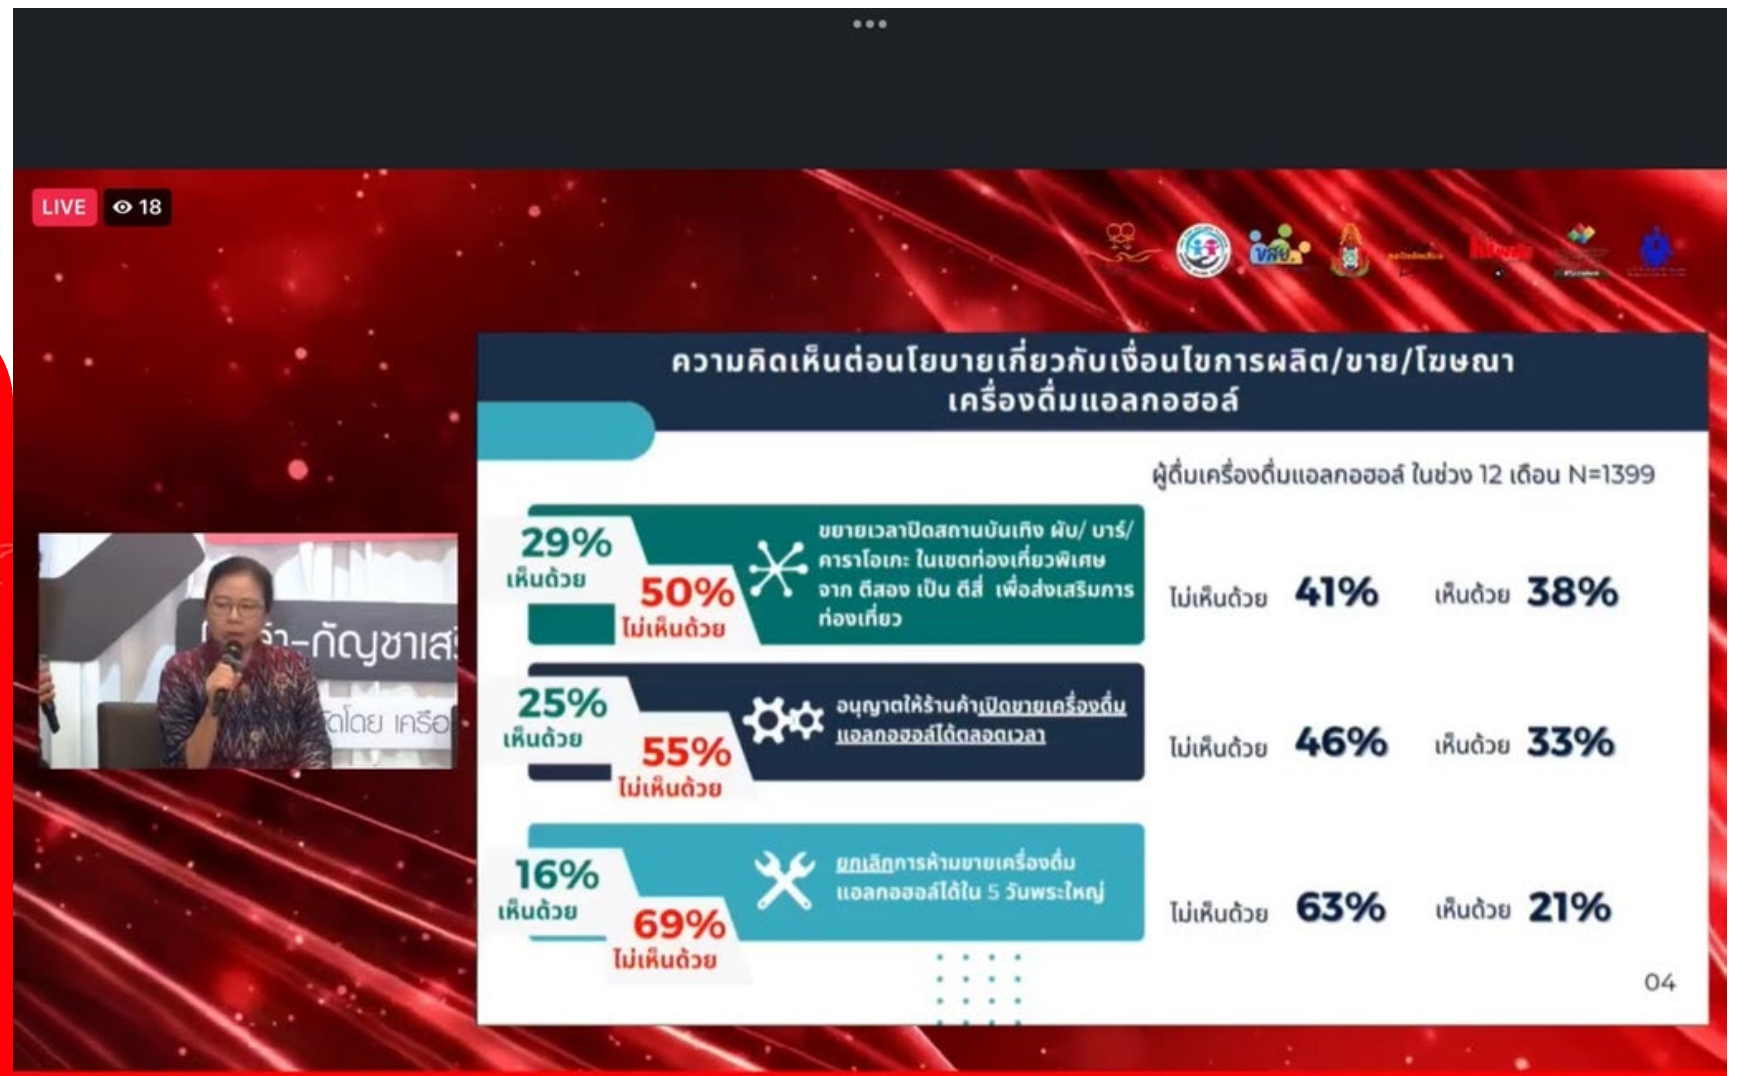 LIVE 18
ขสย.
ความคิดเห็นต่อนโยบายเกี่ยวกับเงื่อนไขการผลิต/ขาย/โฆษณา
เครื่องดื่มแอลกอฮอล์
ผู้ดื่มเครื่องดื่มแอลกอฮอล์ ในช่วง 12 เดือน N=1399
29%
เห็นด้วย
50%
ไม่เห็นด้วย
ขยายเวลาปิดสถานบันเทิง ผับ/ บาร์/
คาราโอเกะ ในเขตท่องเที่ยวพิเศษ
จาก ตีสอง เป็น ตีสี่ เพื่อส่งเสริมการ
ท่องเที่ยว
ไม่เห็นด้วย 41% เห็นด้วย 38%
25%
เห็นด้วย
55%
ไม่เห็นด้วย
อนุญาตให้ร้านค้าเปิดขายเครื่องดื่ม
แอลกอฮอล์ได้ตลอดเวลา
ไม่เห็นด้วย 46% เห็นด้วย 33%
16%
เห็นด้วย
69%
ไม่เห็นด้วย
ยกเลิกการห้ามขายเครื่องดื่ม
แอลกอฮอล์ได้ใน 5 วันพระใหญ่
ไม่เห็นด้วย 63% เห็นด้วย 21%
04
-กัญชาเส
ดโดย เครือ